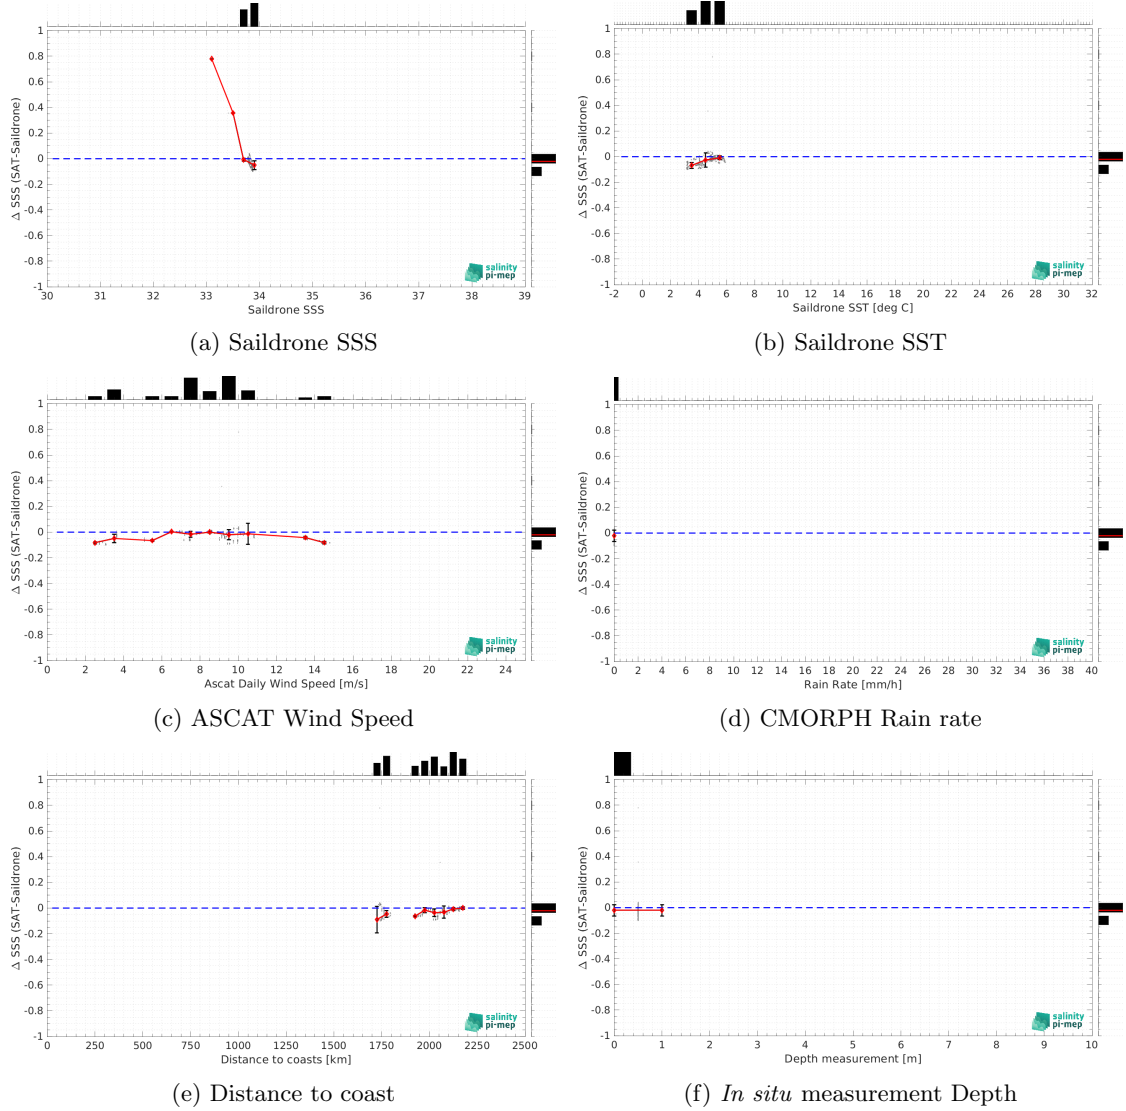 1
0.8
0.6
0.4
0.2
0
-0.2
-0.4
-0.6
-0.8
-1
Δ SSS (SAT-Saildrone)
30 31 32 33 34 35 36 37 38 39
Saildrone SSS
salinity
pi-mep
(a) Saildrone SSS
1
0.8
0.6
0.4
0.2
0
-0.2
-0.4
-0.6
-0.8
-1
Δ SSS (SAT-Saildrone)
-2 0 2 4 6 8 10 12 14 16 18 20 22 24 26 28 30 32
Saildrone SST [deg C]
salinity
pi-mep
(b) Saildrone SST
1
0.8
0.6
0.4
0.2
0
-0.2
-0.4
-0.6
-0.8
-1
Δ SSS (SAT-Saildrone)
0 2 4 6 8 10 12 14 16 18 20 22 24
Ascat Daily Wind Speed [m/s]
salinity
pi-mep
(c) ASCAT Wind Speed
1
0.8
0.6
0.4
0.2
0
-0.2
-0.4
-0.6
-0.8
-1
Δ SSS (SAT-Saildrone)
0 2 4 6 8 10 12 14 16 18 20 22 24 26 28 30 32 34 36 38 40
Rain Rate [mm/h]
salinity
pi-mep
(d) CMORPH Rain rate
1
0.8
0.6
0.4
0.2
0
-0.2
-0.4
-0.6
-0.8
-1
Δ SSS (SAT-Saildrone)
0 250 500 750 1000 1250 1500 1750 2000 2250 2500
Distance to coasts [km]
salinity
pi-mep
(e) Distance to coast
1
0.8
0.6
0.4
0.2
0
-0.2
-0.4
-0.6
-0.8
-1
Δ SSS (SAT-Saildrone)
0 1 2 3 4 5 6 7 8 9 10
Depth measurement [m]
salinity
pi-mep
(f) In situ measurement Depth